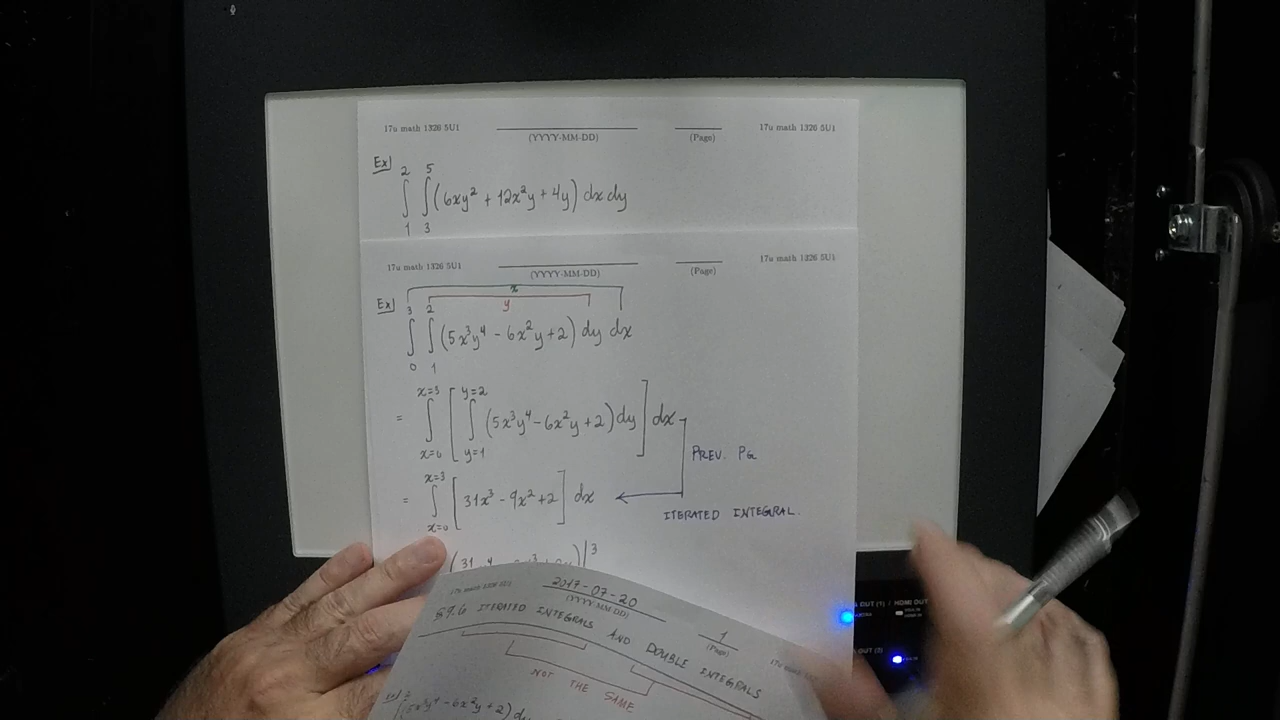 17u math 1326 5U1 (YYYY-MM-DD) (Page) 17u math 1326 5U1
Ex)
2 5
∫ ∫ (6xy² + 12x²y + 4y) dx dy
1 3
17u math 1326 5U1 (YYYY-MM-DD) (Page) 17u math 1326 5U1
x
Ex) y
3 2
∫ ∫ (5x³y⁴ - 6x²y + 2) dy dx
0 1
x=3 y=2
= ∫ [ ∫ (5x³y⁴ - 6x²y + 2) dy ] dx
x=0 y=1
PREV. PG
x=3
= ∫ [31x³ - 9x² + 2] dx
x=0
ITERATED INTEGRAL.
2017-07-20
(YYYY-MM-DD)
§9.6 ITERATED INTEGRALS AND DOUBLE INTEGRALS
1
(Page)
NOT THE SAME